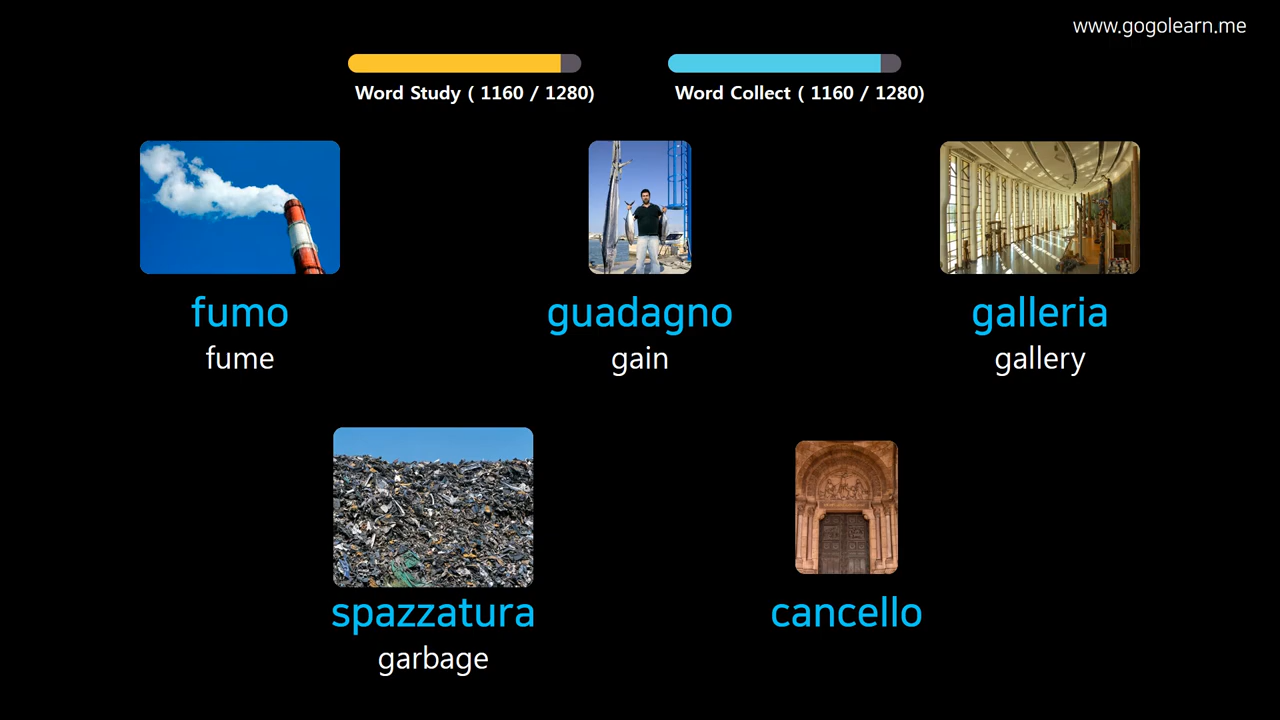 www.gogolearn.me
Word Study ( 1160 / 1280)
Word Collect ( 1160 / 1280)
fumo
fume
guadagno
gain
galleria
gallery
spazzatura
garbage
cancello